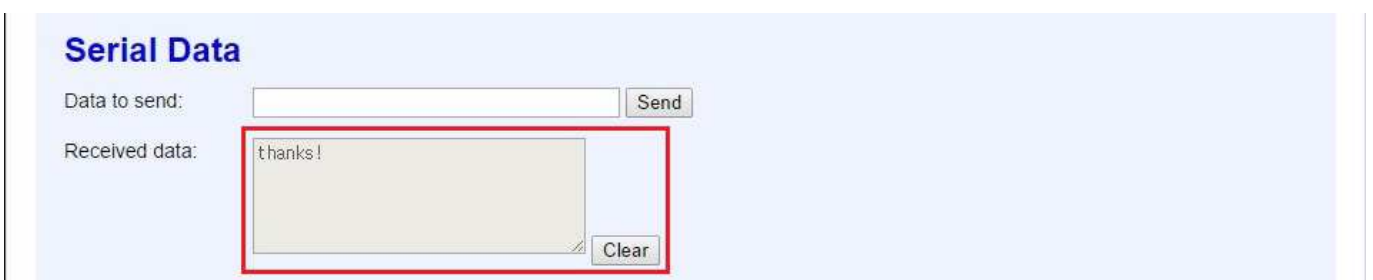 Serial Data
Data to send: Send
Received data: thanks!
Clear